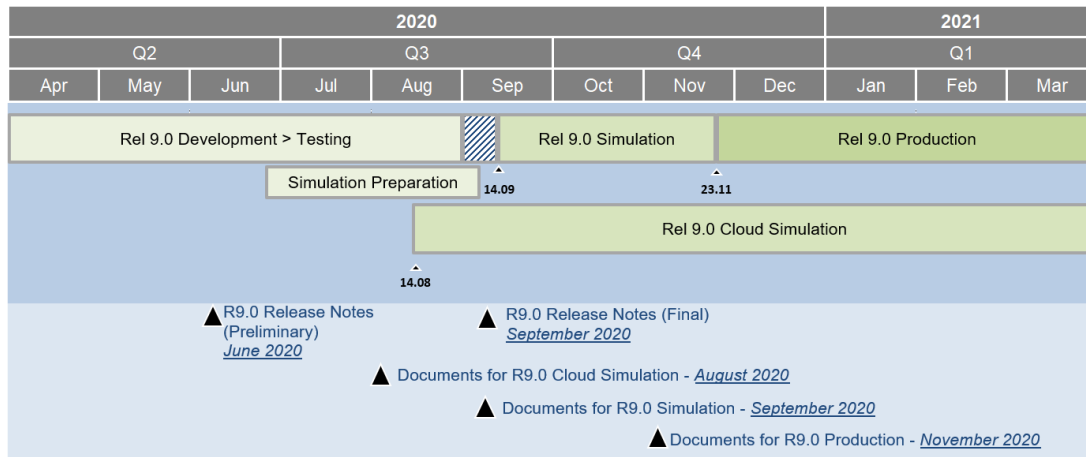 2020 2021
Q2 Q3 Q4 Q1
Apr May Jun Jul Aug Sep Oct Nov Dec Jan Feb Mar
Rel 9.0 Development > Testing Rel 9.0 Simulation Rel 9.0 Production
Simulation Preparation
14.09 23.11
Rel 9.0 Cloud Simulation
14.08
R9.0 Release Notes
(Preliminary)
June 2020
R9.0 Release Notes (Final)
September 2020
Documents for R9.0 Cloud Simulation - August 2020
Documents for R9.0 Simulation - September 2020
Documents for R9.0 Production - November 2020